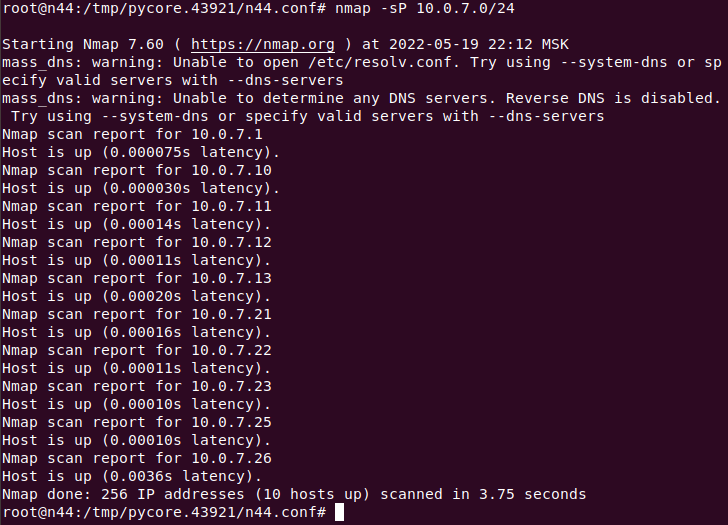 root@n44:/tmp/pycore.43921/n44.conf# nmap -sP 10.0.7.0/24
Starting Nmap 7.60 ( https://nmap.org ) at 2022-05-19 22:12 MSK
mass_dns: warning: Unable to open /etc/resolv.conf. Try using --system-dns or sp
ecify valid servers with --dns-servers
mass_dns: warning: Unable to determine any DNS servers. Reverse DNS is disabled.
 Try using --system-dns or specify valid servers with --dns-servers
Nmap scan report for 10.0.7.1
Host is up (0.000075s latency).
Nmap scan report for 10.0.7.10
Host is up (0.000030s latency).
Nmap scan report for 10.0.7.11
Host is up (0.00014s latency).
Nmap scan report for 10.0.7.12
Host is up (0.00011s latency).
Nmap scan report for 10.0.7.13
Host is up (0.00020s latency).
Nmap scan report for 10.0.7.21
Host is up (0.00016s latency).
Nmap scan report for 10.0.7.22
Host is up (0.00011s latency).
Nmap scan report for 10.0.7.23
Host is up (0.00010s latency).
Nmap scan report for 10.0.7.25
Host is up (0.00010s latency).
Nmap scan report for 10.0.7.26
Host is up (0.0036s latency).
Nmap done: 256 IP addresses (10 hosts up) scanned in 3.75 seconds
root@n44:/tmp/pycore.43921/n44.conf#